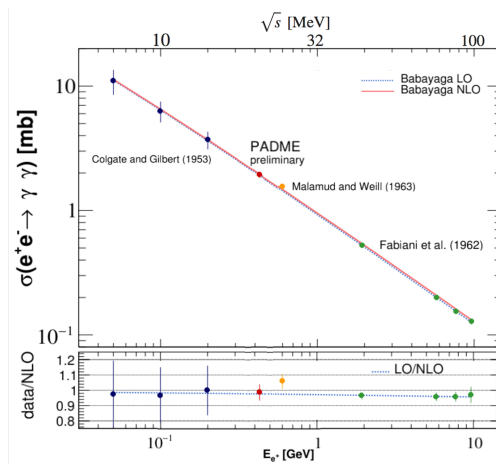 √s [MeV]
10 32 100
σ(e⁺e⁻→ γ γ) [mb]
10
1
10⁻¹
Babayaga LO
Babayaga NLO
Colgate and Gilbert (1953)
PADME
preliminary
Malamud and Weill (1963)
Fabiani et al. (1962)
data/NLO
1.2
1.1
1
0.9
0.8
LO/NLO
10⁻¹ 1 10
E_e⁺ [GeV]